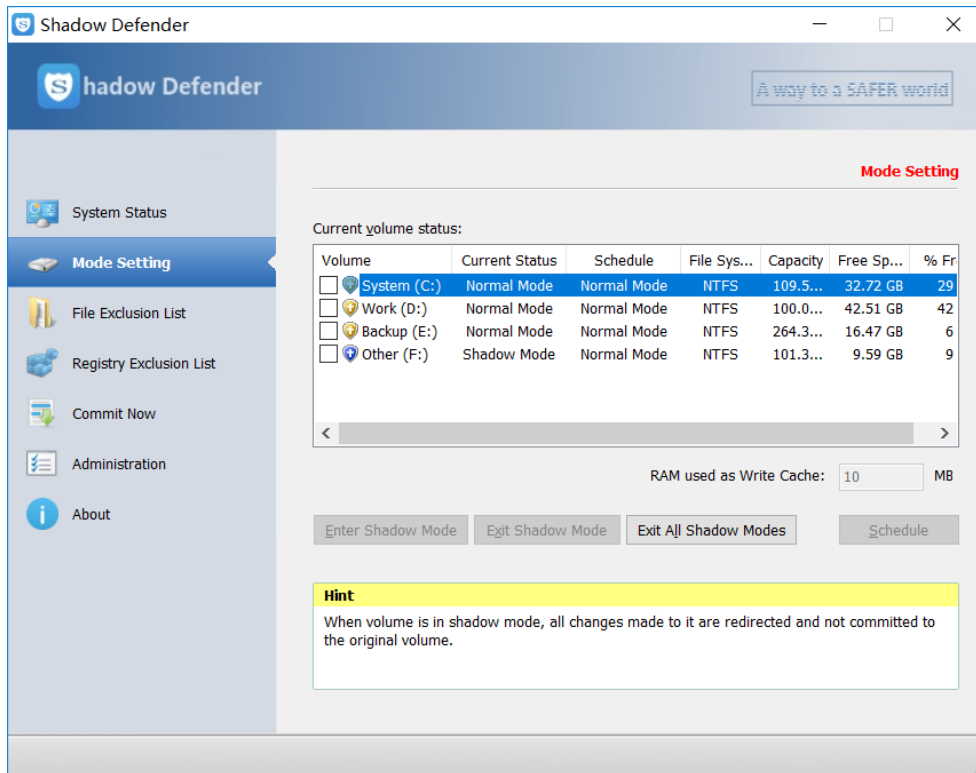 Shadow Defender
S hadow Defender
A way to a SAFER world
Mode Setting
System Status
Mode Setting
File Exclusion List
Registry Exclusion List
Commit Now
Administration
About
Current volume status:
Volume Current Status Schedule File Sys... Capacity Free Sp... % Fr
System (C:) Normal Mode Normal Mode NTFS 109.5... 32.72 GB 29
Work (D:) Normal Mode Normal Mode NTFS 100.0... 42.51 GB 42
Backup (E:) Normal Mode Normal Mode NTFS 264.3... 16.47 GB 6
Other (F:) Shadow Mode Normal Mode NTFS 101.3... 9.59 GB 9
RAM used as Write Cache: 10 MB
Enter Shadow Mode Exit Shadow Mode Exit All Shadow Modes Schedule
Hint
When volume is in shadow mode, all changes made to it are redirected and not committed to
the original volume.